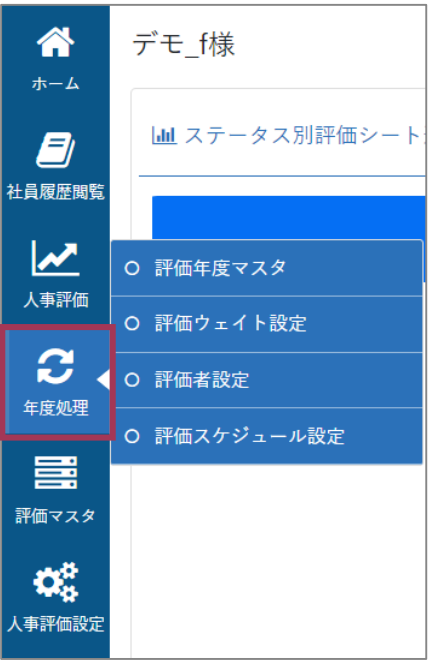 ホーム
社員履歴閲覧
人事評価
年度処理
評価マスタ
人事評価設定
デモ_f様
ステータス別評価シート
評価年度マスタ
評価ウェイト設定
評価者設定
評価スケジュール設定